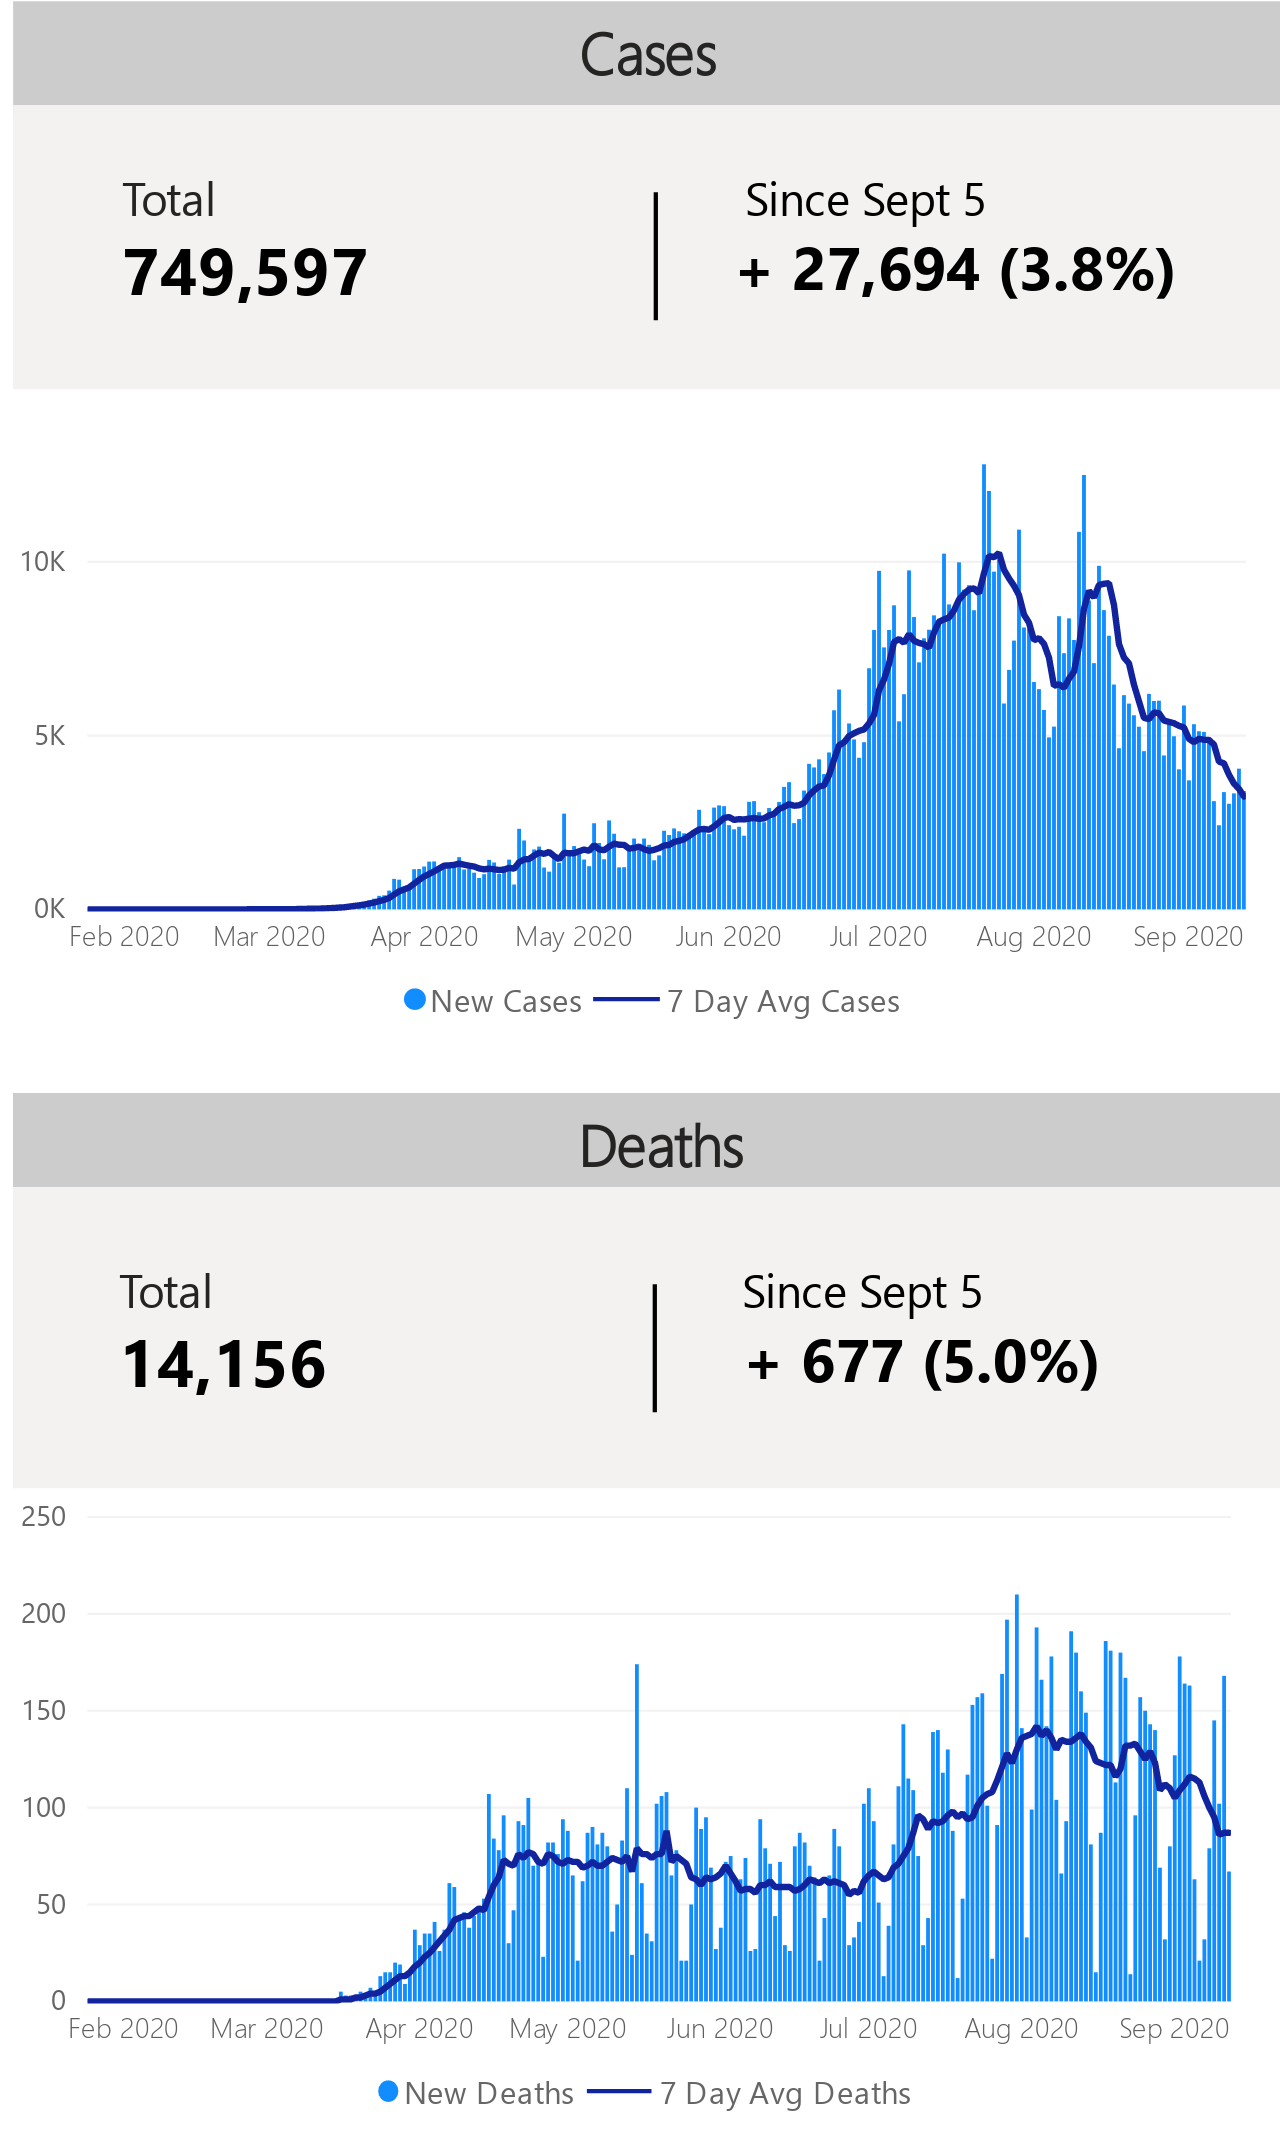 Cases
Total
Since Sept 5
749,597
+ 27,694 (3.8%)
10K
5K
0K
Feb 2020 Mar 2020 Apr 2020 May 2020 Jun 2020 Jul 2020 Aug 2020 Sep 2020
New Cases 7 Day Avg Cases
Deaths
Total
Since Sept 5
14,156
+ 677 (5.0%)
250
200
150
100
50
0
Feb 2020 Mar 2020 Apr 2020 May 2020 Jun 2020 Jul 2020 Aug 2020 Sep 2020
New Deaths 7 Day Avg Deaths